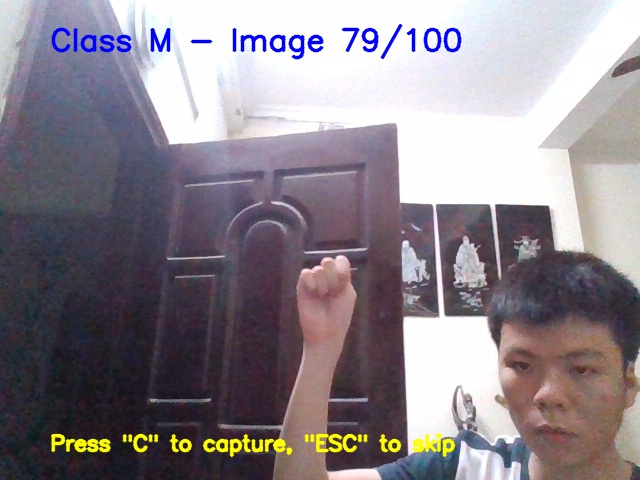 Class M - Image 79/100
Press "C" to capture, "ESC" to skip